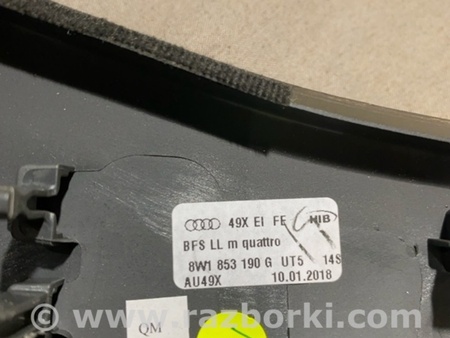 49X EI FE HIB
BFS LL m quattro
8W1 853 190 G UT5 14S
AU49X 10.01.2018
QM
www.razborki.com